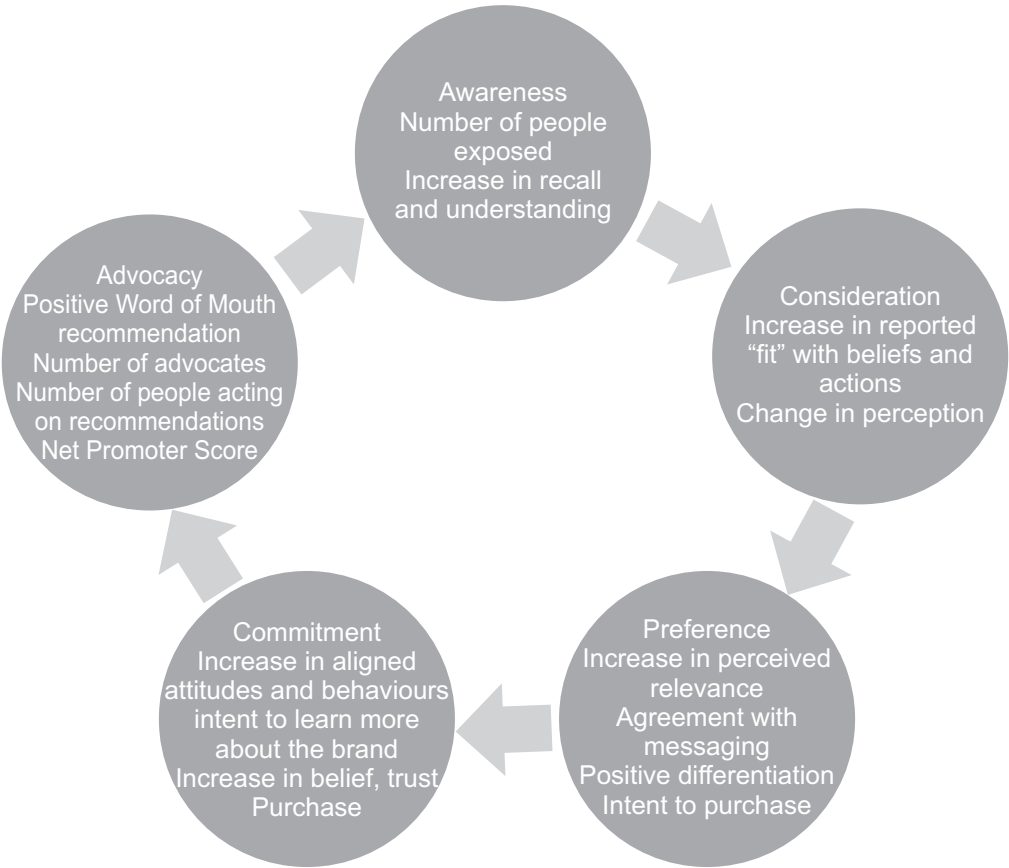 Awareness
Number of people
exposed
Increase in recall
and understanding
Consideration
Increase in reported
“fit” with beliefs and
actions
Change in perception
Preference
Increase in perceived
relevance
Agreement with
messaging
Positive differentiation
Intent to purchase
Commitment
Increase in aligned
attitudes and behaviours
intent to learn more
about the brand
Increase in belief, trust
Purchase
Advocacy
Positive Word of Mouth
recommendation
Number of advocates
Number of people acting
on recommendations
Net Promoter Score